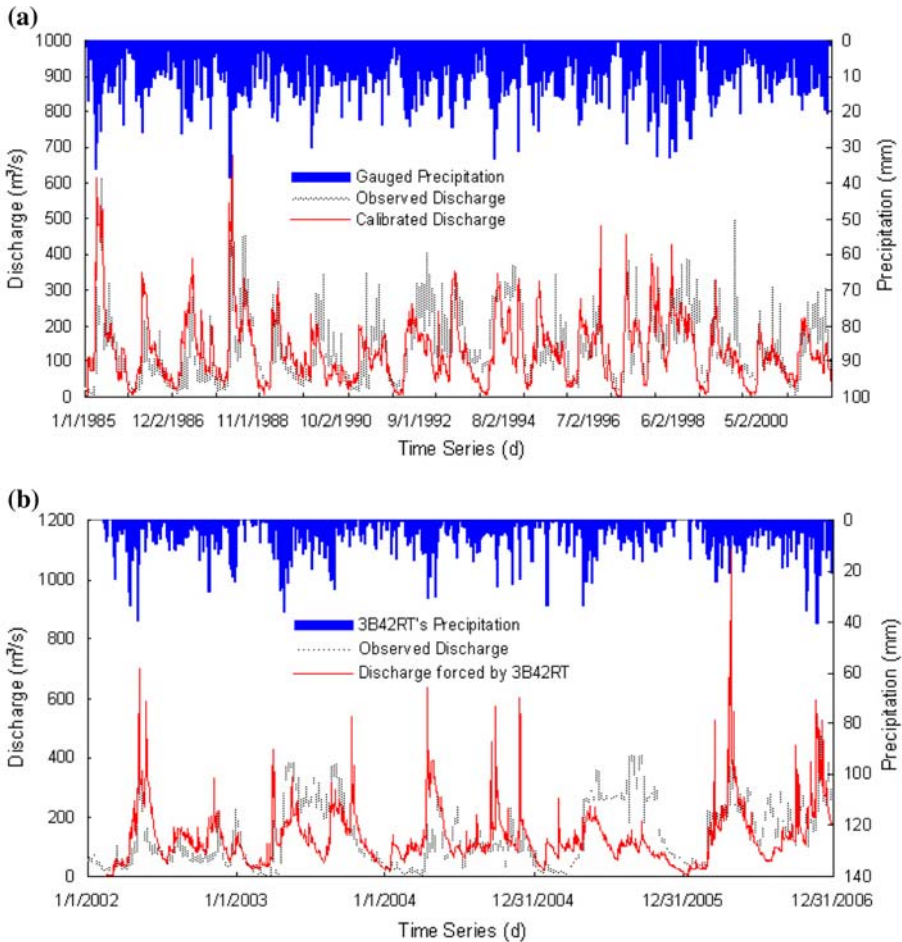 (a)
1000
900
800
700
600
500
400
300
200
100
0
Discharge (m³/s)
0
10
20
30
40
50
60
70
80
90
100
Precipitation (mm)
Gauged Precipitation
Observed Discharge
Calibrated Discharge
1/1/1985 12/2/1986 11/1/1988 10/2/1990 9/1/1992 8/2/1994 7/2/1996 6/2/1998 5/2/2000
Time Series (d)
(b)
1200
1000
800
600
400
200
0
Discharge (m³/s)
0
20
40
60
80
100
120
140
Precipitation (mm)
3B42RT's Precipitation
Observed Discharge
Discharge forced by 3B42RT
1/1/2002 1/1/2003 1/1/2004 12/31/2004 12/31/2005 12/31/2006
Time Series (d)